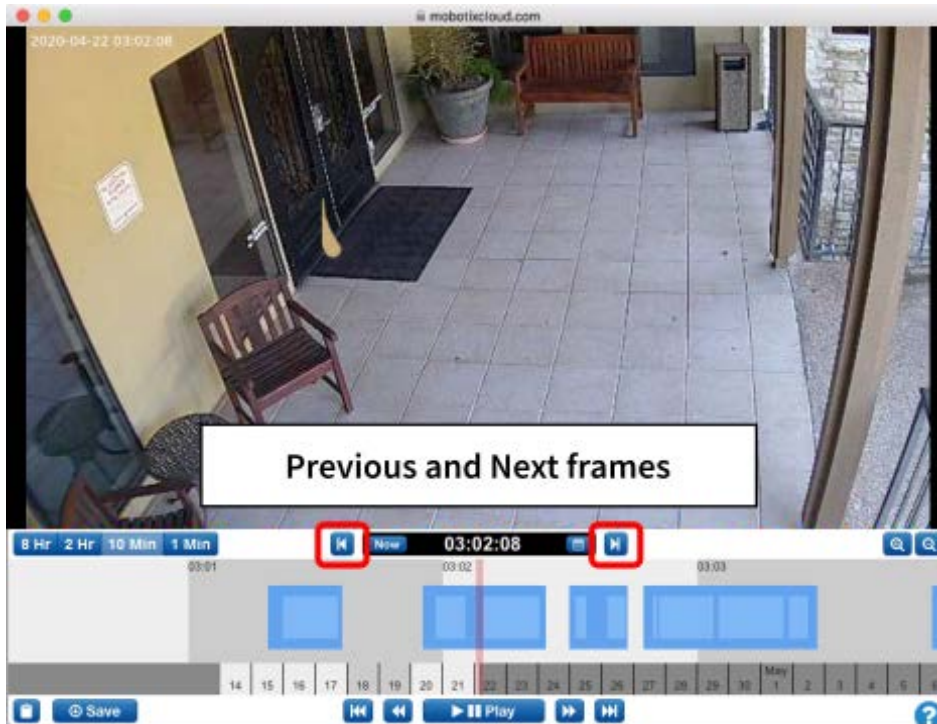 mobotixcloud.com
2020-04-22 03:02:08
Previous and Next frames
8 Hr 2 Hr 10 Min 1 Min Now 03:02:08
03:01 03:02 03:03
May
14 15 16 17 18 19 20 21 22 23 24 25 26 27 28 29 30 1 2 3 4 5
Save Play ?